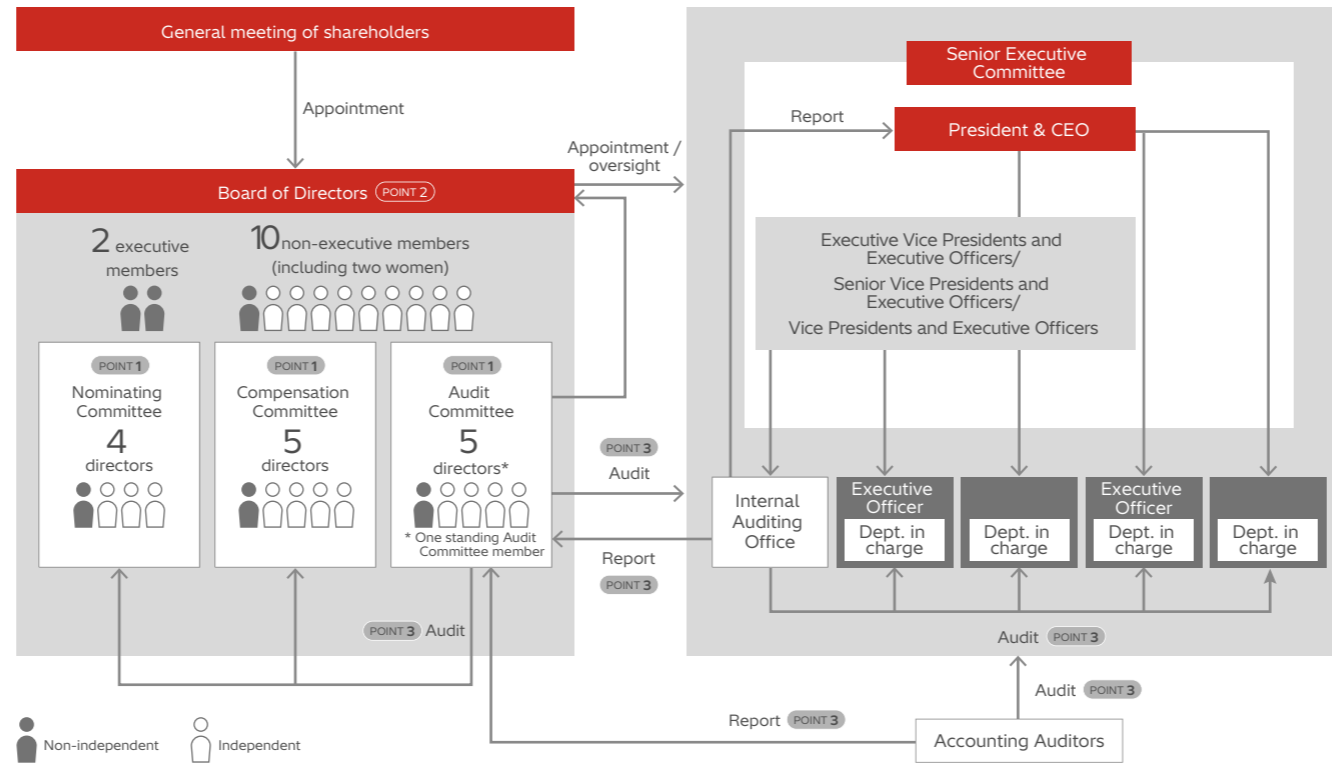 General meeting of shareholders
Appointment
Board of Directors POINT 2
2 executive
members
10 non-executive members
(including two women)
POINT 1
Nominating
Committee
4
directors
POINT 1
Compensation
Committee
5
directors
POINT 1
Audit
Committee
5
directors*
* One standing Audit
Committee member
POINT 3 Audit
Non-independent
Independent
Appointment /
oversight
POINT 3
Audit
Report
POINT 3
Report POINT 3
Senior Executive
Committee
Report
President & CEO
Executive Vice Presidents and
Executive Officers/
Senior Vice Presidents and
Executive Officers/
Vice Presidents and Executive Officers
Internal
Auditing
Office
Executive
Officer
Dept. in
charge
Dept. in
charge
Executive
Officer
Dept. in
charge
Dept. in
charge
Audit POINT 3
Audit POINT 3
Accounting Auditors